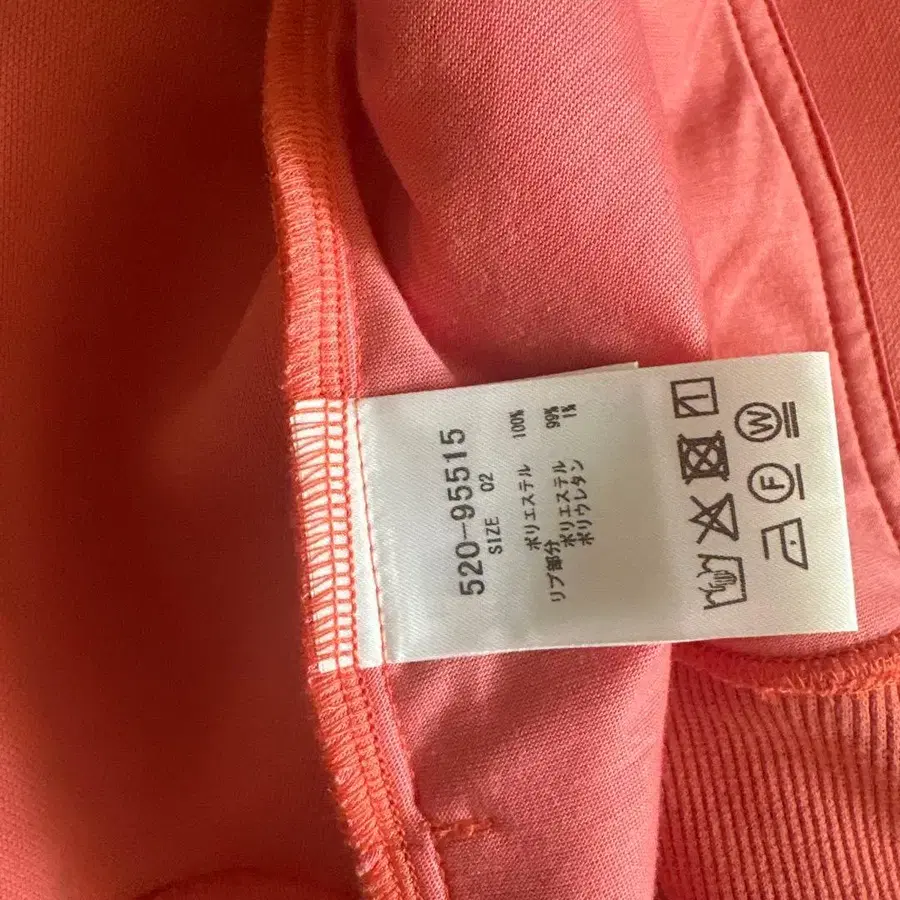 520-95515
SIZE 02
ポリエステル 100%
リブ部分
ポリエステル 99%
ポリウレタン 1%
F W